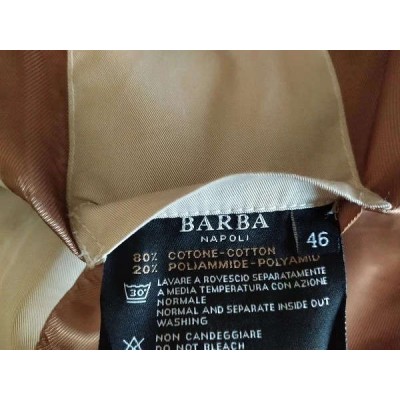 BARBA
NAPOLI
46
80% COTONE-COTTON
20% POLIAMMIDE-POLYAMID
30°
LAVARE A ROVESCIO SEPARATAMENTE
A MEDIA TEMPERATURA CON AZIONE
NORMALE
NORMAL AND SEPARATE INSIDE OUT
WASHING
NON CANDEGGIARE
DO NOT BLEACH